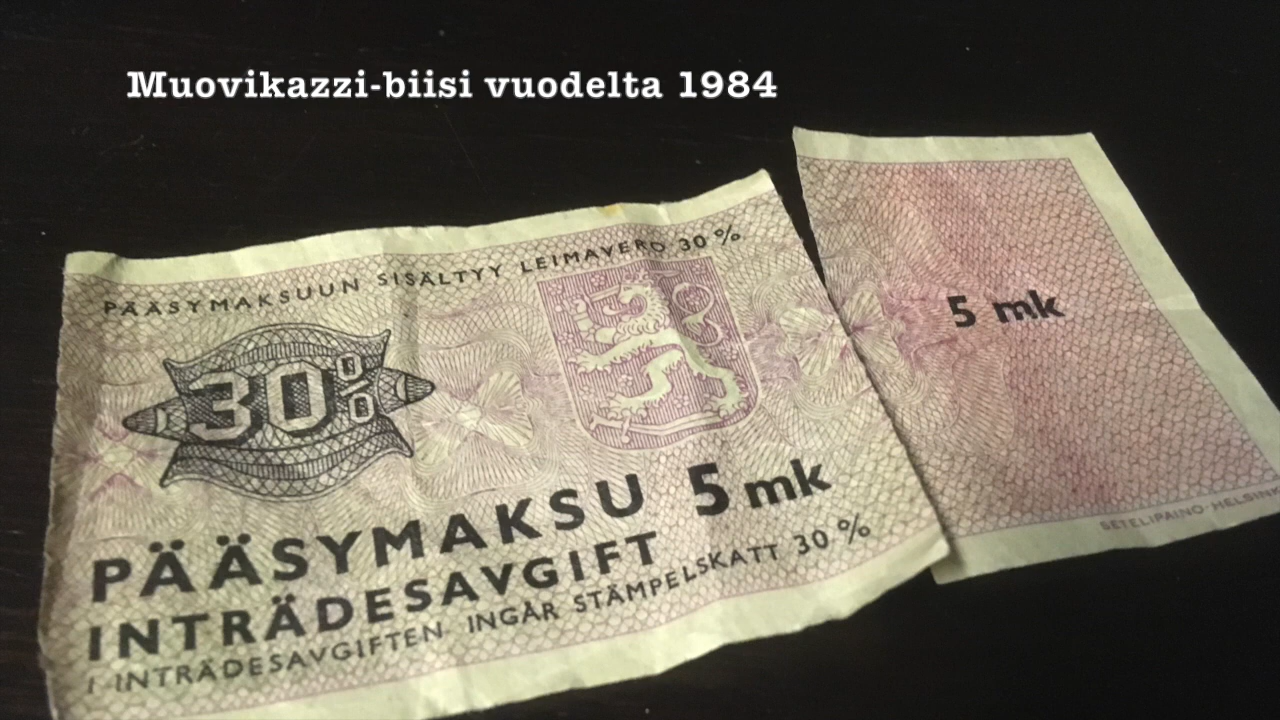 Muovikazzi-biisi vuodelta 1984
PÄÄSYMAKSUUN SISÄLTYY LEIMAVERO 30 %
30%
PÄÄSYMAKSU 5 mk
INTRÄDESAVGIFT
I INTRÄDESAVGIFTEN INGÅR STÄMPELSKATT 30 %
5 mk
SETELIPAINO HELSINKI